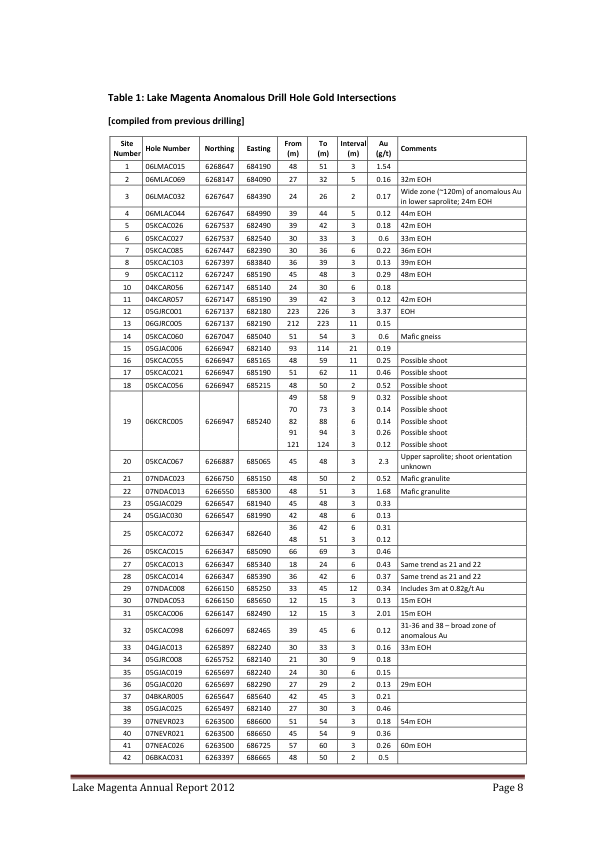 Table 1: Lake Magenta Anomalous Drill Hole Gold Intersections
[compiled from previous drilling]
Site Number Hole Number Northing Easting From (m) To (m) Interval (m) Au (g/t) Comments
1 06LMAC015 6268647 684190 48 51 3 1.54
2 06MLAC069 6268147 684090 27 32 5 0.16 32m EOH
3 06LMAC032 6267647 684390 24 26 2 0.17 Wide zone (~120m) of anomalous Au
in lower saprolite; 24m EOH
4 06MLAC044 6267647 684990 39 44 5 0.12 44m EOH
5 05KCAC026 6267537 682490 39 42 3 0.18 42m EOH
6 05KCAC027 6267537 682540 30 33 3 0.6 33m EOH
7 05KCAC085 6267447 682390 30 36 6 0.22 36m EOH
8 05KCAC103 6267397 683840 36 39 3 0.13 39m EOH
9 05KCAC112 6267247 685190 45 48 3 0.29 48m EOH
10 04KCAR056 6267147 685140 24 30 6 0.18
11 04KCAR057 6267147 685190 39 42 3 0.12 42m EOH
12 05GJRC001 6267137 682180 223 226 3 3.37 EOH
13 06GJRC005 6267137 682190 212 223 11 0.15
14 05KCAC060 6267047 685040 51 54 3 0.6 Mafic gneiss
15 05GJAC006 6266947 682140 93 114 21 0.19
16 05KCAC055 6266947 685165 48 59 11 0.25 Possible shoot
17 05KCAC021 6266947 685190 51 62 11 0.46 Possible shoot
18 05KCAC056 6266947 685215 48 50 2 0.52 Possible shoot
19 06KCRC005 6266947 685240 49 58 9 0.32 Possible shoot
70 73 3 0.14 Possible shoot
82 88 6 0.14 Possible shoot
91 94 3 0.26 Possible shoot
121 124 3 0.12 Possible shoot
20 05KCAC067 6266887 685065 45 48 3 2.3 Upper saprolite; shoot orientation
unknown
21 07NDAC023 6266750 685150 48 50 2 0.52 Mafic granulite
22 07NDAC013 6266550 685300 48 51 3 1.68 Mafic granulite
23 05GJAC029 6266547 681940 45 48 3 0.33
24 05GJAC030 6266547 681990 42 48 6 0.13
25 05KCAC072 6266347 682640 36 42 6 0.31
48 51 3 0.12
26 05KCAC015 6266347 685090 66 69 3 0.46
27 05KCAC013 6266347 685340 18 24 6 0.43 Same trend as 21 and 22
28 05KCAC014 6266347 685390 36 42 6 0.37 Same trend as 21 and 22
29 07NDAC008 6266150 685250 33 45 12 0.34 Includes 3m at 0.82g/t Au
30 07NDAC053 6266150 685650 12 15 3 0.13 15m EOH
31 05KCAC006 6266147 682490 12 15 3 2.01 15m EOH
32 05KCAC098 6266097 682465 39 45 6 0.12 31-36 and 38 – broad zone of
anomalous Au
33 04GJAC013 6265897 682240 30 33 3 0.16 33m EOH
34 05GJRC008 6265752 682140 21 30 9 0.18
35 05GJAC019 6265697 682240 24 30 6 0.15
36 05GJAC020 6265697 682290 27 29 2 0.13 29m EOH
37 04BKAR005 6265647 685640 42 45 3 0.21
38 05GJAC025 6265497 682140 27 30 3 0.46
39 07NEVR023 6263500 686600 51 54 3 0.18 54m EOH
40 07NEVR021 6263500 686650 45 54 9 0.36
41 07NEAC026 6263500 686725 57 60 3 0.26 60m EOH
42 06BKAC031 6263397 686665 48 50 2 0.5
Lake Magenta Annual Report 2012 Page 8